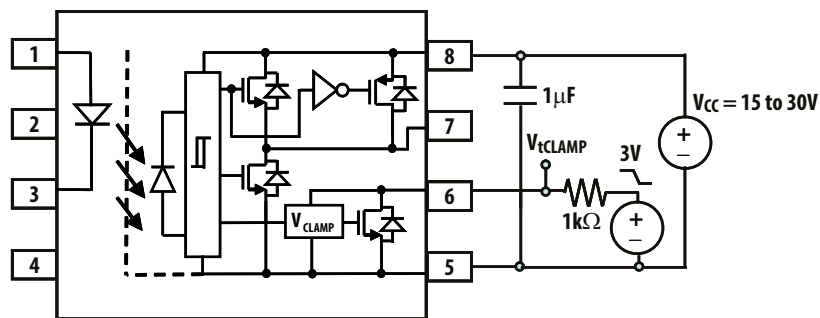 1
2
3
4
8
7
6
5
V_CLAMP
1μF
V_CC = 15 to 30V
V_tCLAMP
3V
1kΩ
+
−
+
−